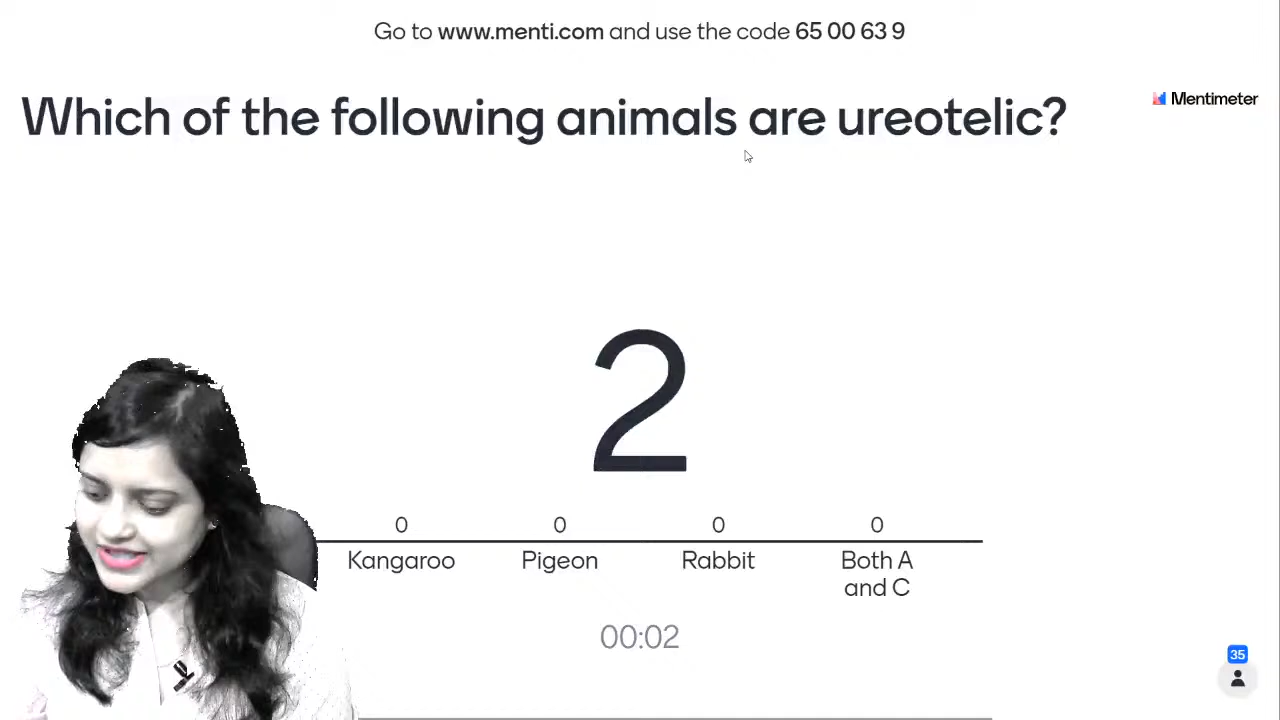 Go to www.menti.com and use the code 65 00 63 9
Mentimeter
Which of the following animals are ureotelic?
2
0 0 0 0
Kangaroo Pigeon Rabbit Both A
and C
00:02
35